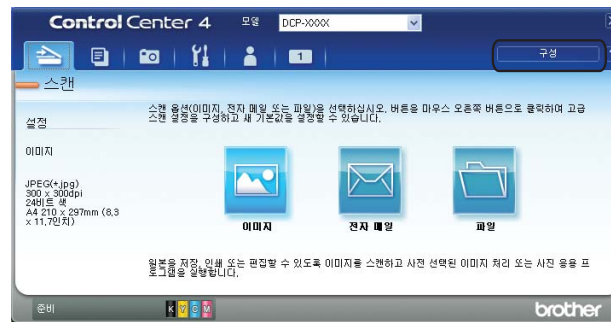 Control Center 4
모델
DCP-XXXX
1
구성
스캔
스캔 옵션(이미지, 전자 메일 또는 파일)을 선택하십시오. 버튼을 마우스 오른쪽 버튼으로 클릭하여 고급
스캔 설정을 구성하고 새 기본값을 설정할 수 있습니다.
설정
이미지
JPEG(*.jpg)
300 x 300dpi
24비트 색
A4 210 x 297mm (8,3
x 11,7인치)
이미지
전자 메일
파일
원본을 저장, 인쇄 또는 편집할 수 있도록 이미지를 스캔하고 사전 선택된 이미지 처리 또는 사진 응용 프
로그램을 실행합니다.
준비
K Y C M
brother